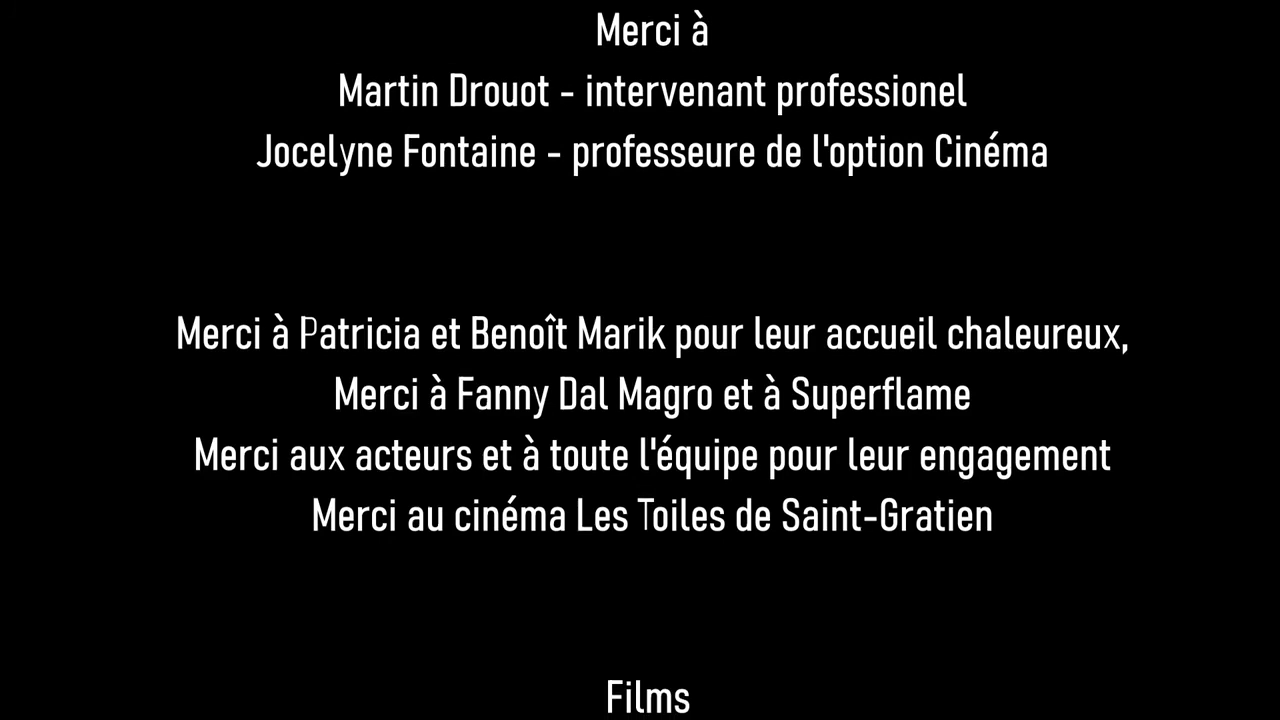 Merci à
Martin Drouot - intervenant professionel
Jocelyne Fontaine - professeure de l'option Cinéma
Merci à Patricia et Benoît Marik pour leur accueil chaleureux,
Merci à Fanny Dal Magro et à Superflame
Merci aux acteurs et à toute l'équipe pour leur engagement
Merci au cinéma Les Toiles de Saint-Gratien
Films